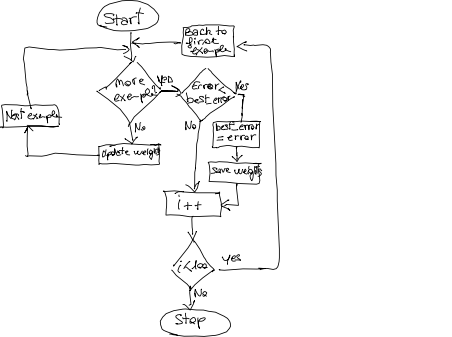 Start
Back to
first
example
more
example?
Yes
Error<
best error
Yes
Next example
No
No
best_error
= error
update weights
save weights
i++
i<100
Yes
No
Stop